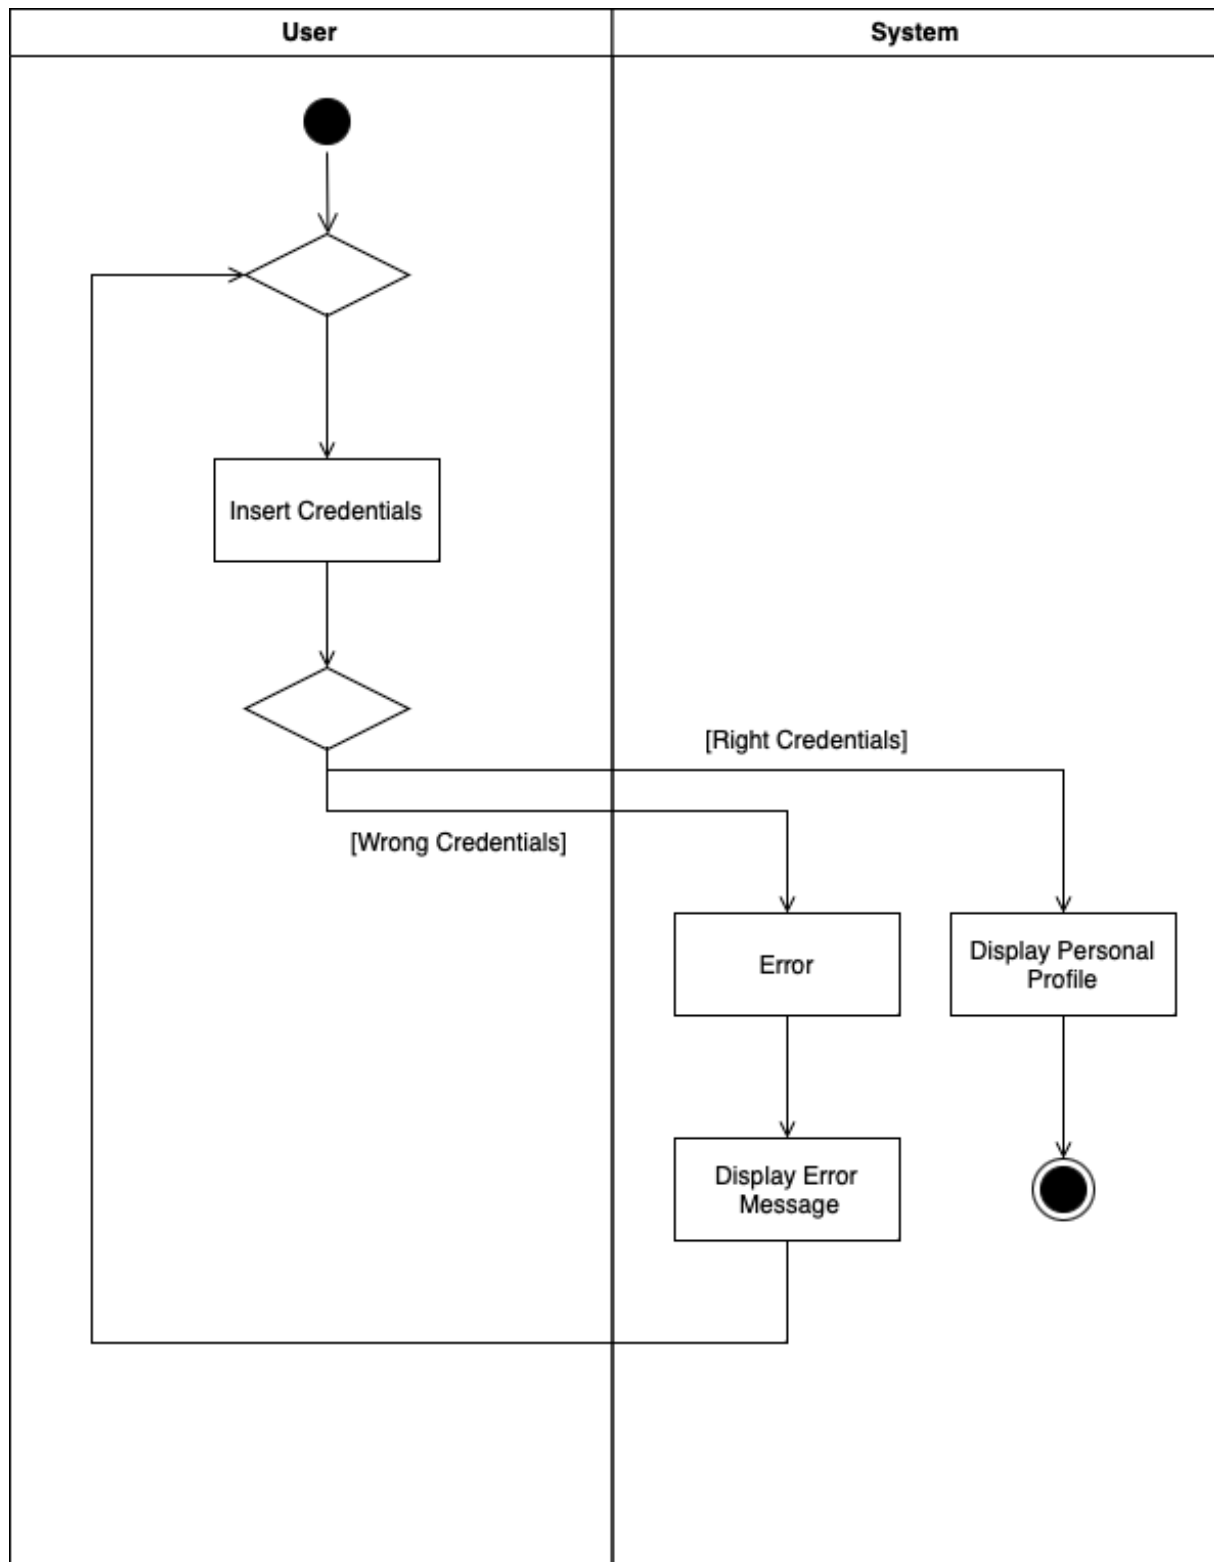 User
System
Insert Credentials
[Right Credentials]
[Wrong Credentials]
Error
Display Personal
Profile
Display Error
Message